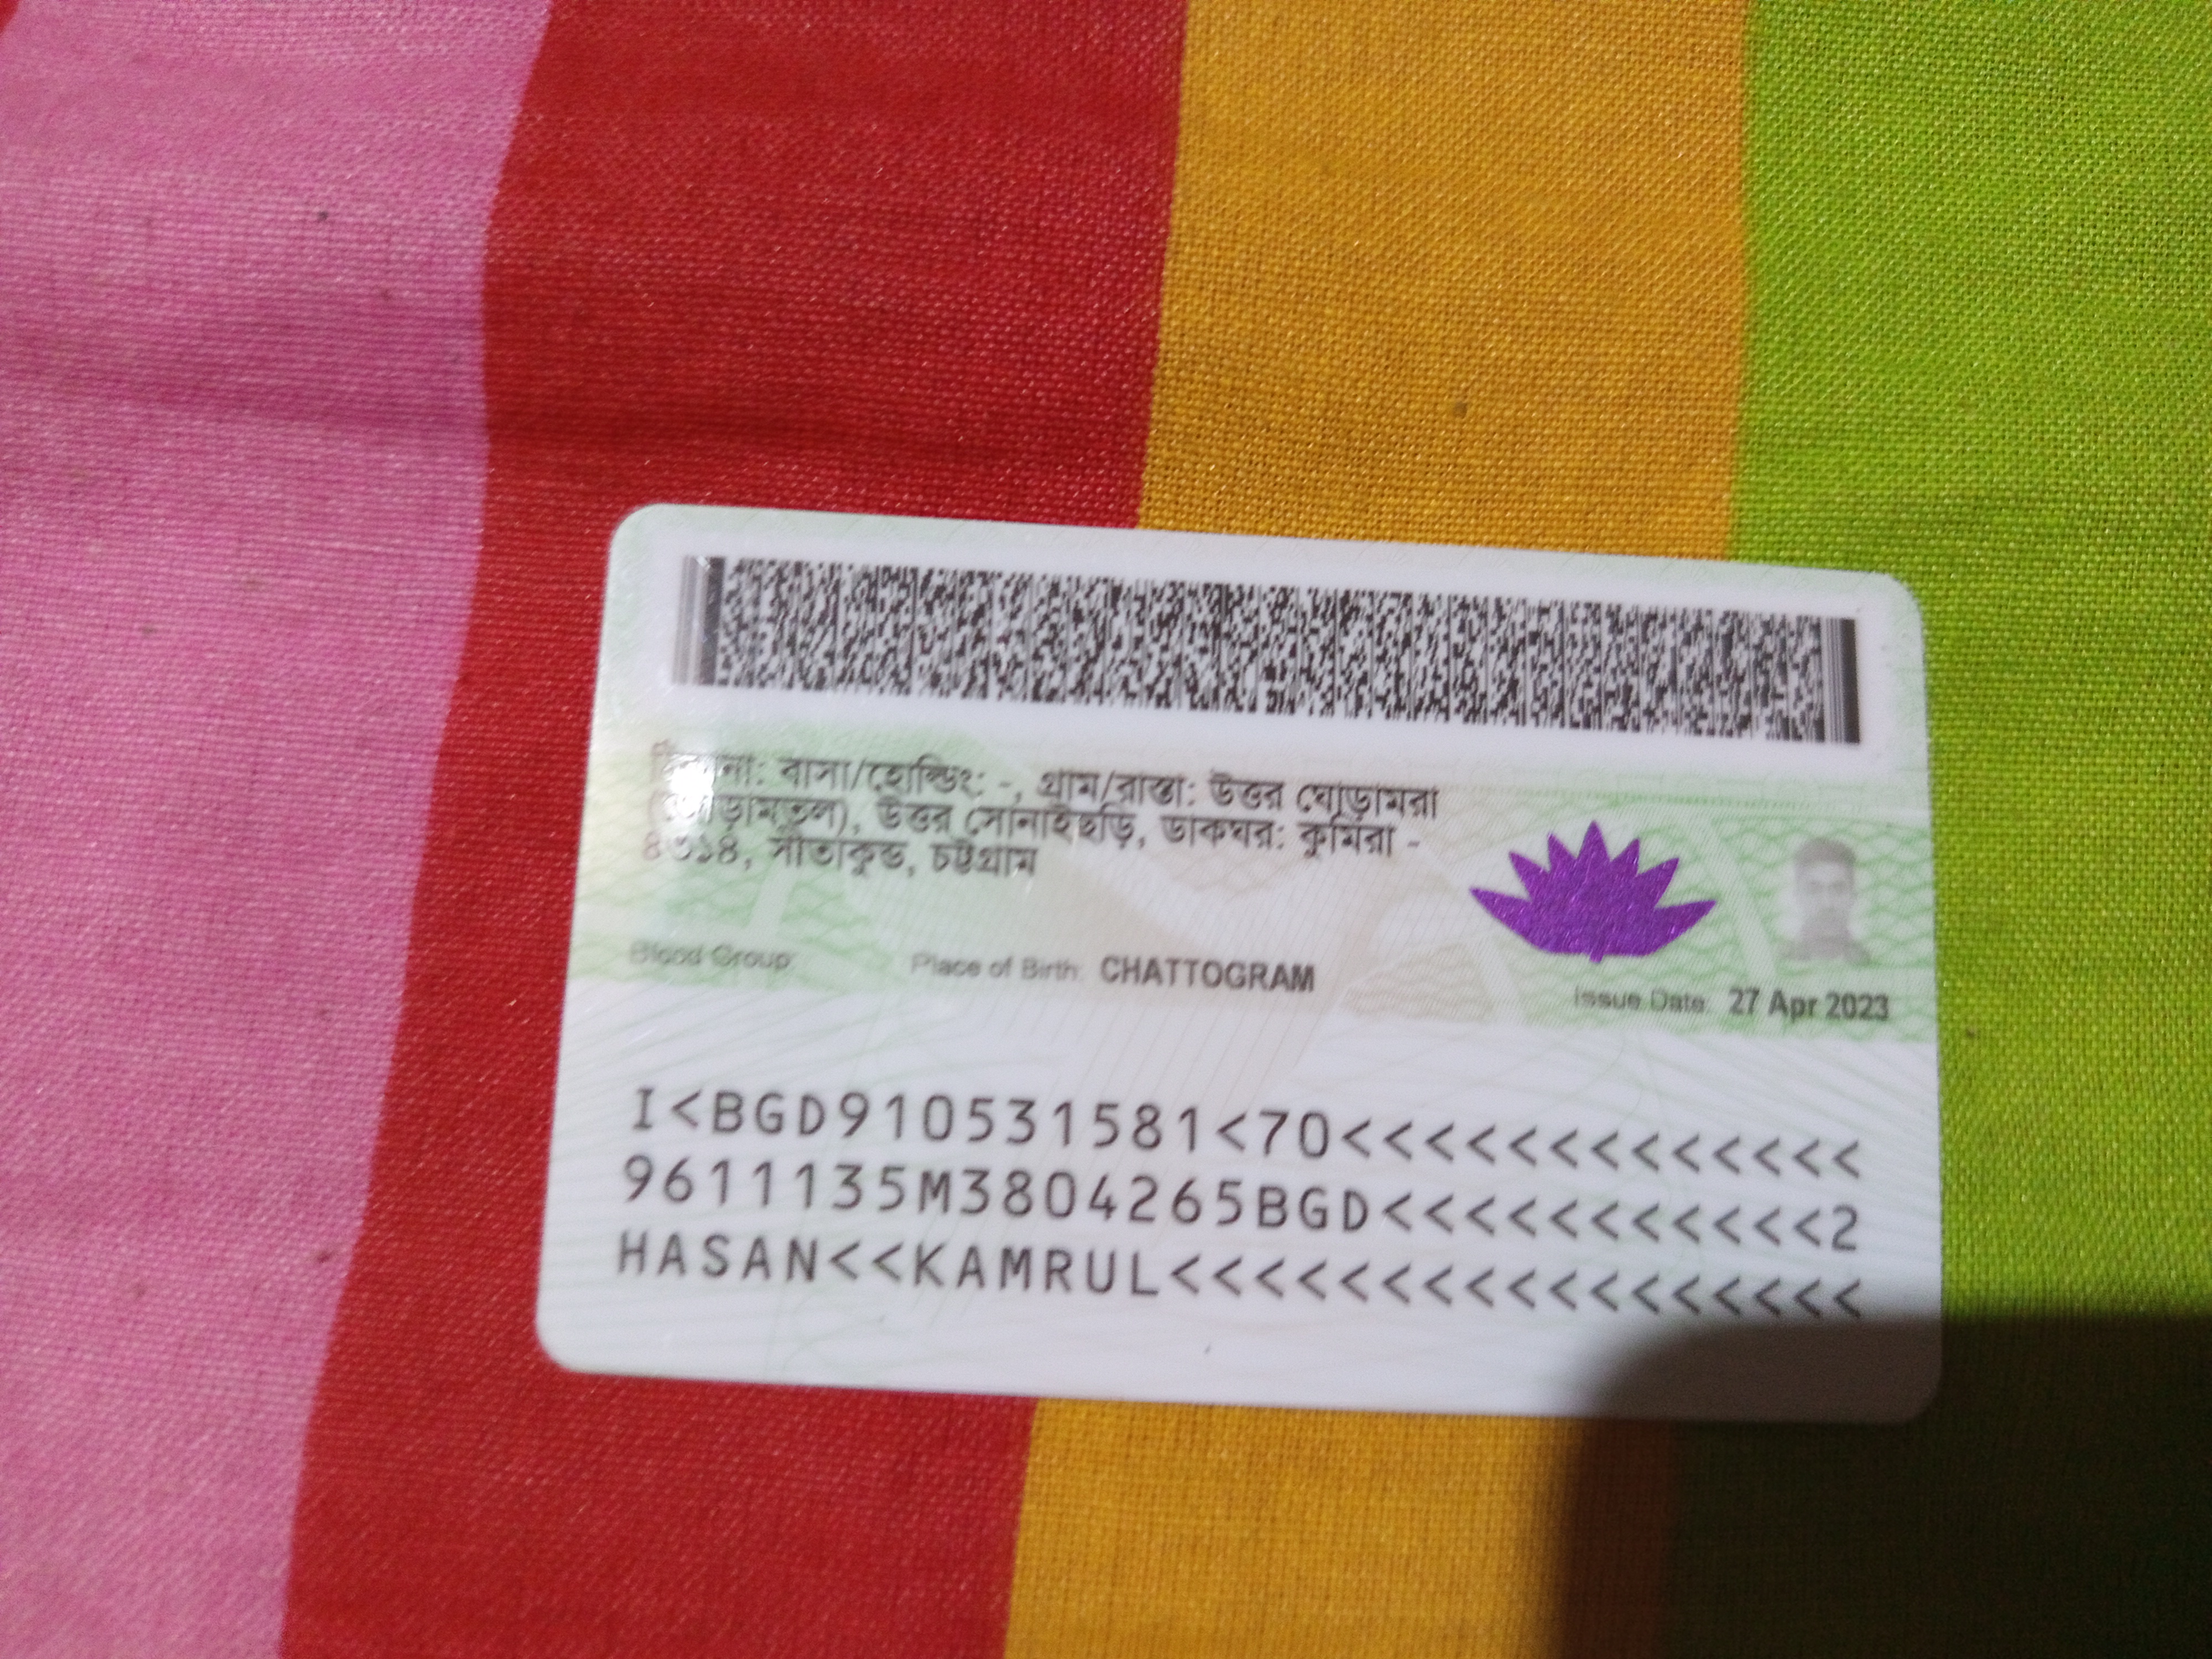 ঠিকানা: বাসা/হোল্ডিং: -, গ্রাম/রাস্তা: উত্তর ঘোড়ামরা
উত্তর সোনাইছড়ি, ডাকঘর: কুমিরা -
৪৩১৪, সীতাকুন্ড, চট্টগ্রাম
Blood Group: Place of Birth: CHATTOGRAM
Issue Date: 27 Apr 2023
I<BGD910531581<70<<<<<<<<<<<<<
9611135M3804265BGD<<<<<<<<<<<2
HASAN<<KAMRUL<<<<<<<<<<<<<<<<<